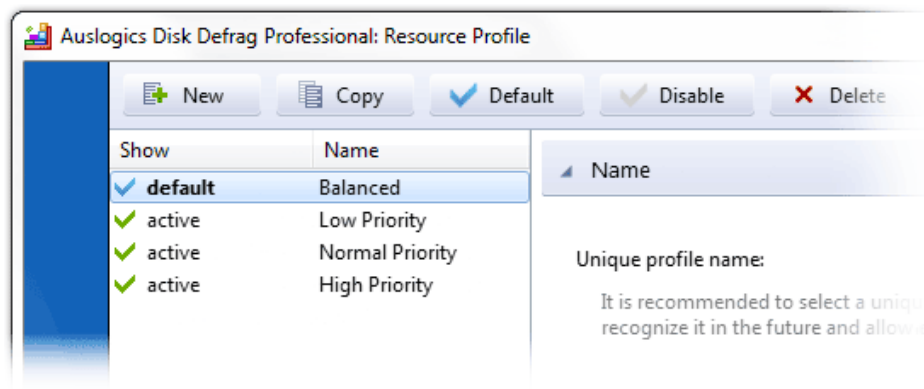 Auslogics Disk Defrag Professional: Resource Profile
New Copy Default Disable Delete
Show Name
default Balanced
active Low Priority
active Normal Priority
active High Priority
Name
Unique profile name:
It is recommended to select a uniqu
recognize it in the future and allow